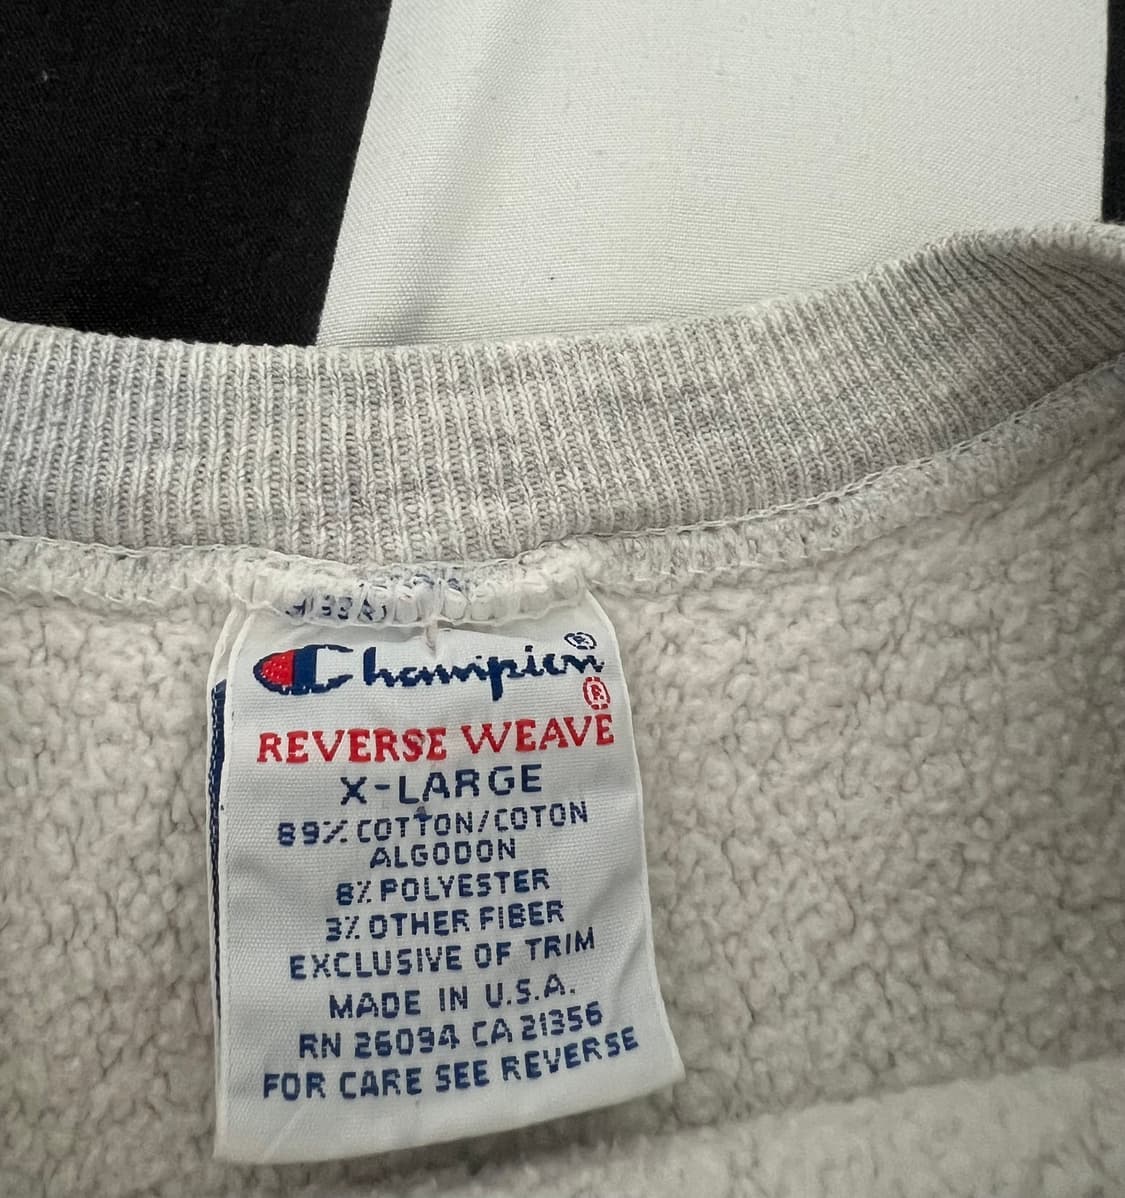 Champion®
®
REVERSE WEAVE
X-LARGE
89% COTTON/COTON
ALGODON
8% POLYESTER
3% OTHER FIBER
EXCLUSIVE OF TRIM
MADE IN U.S.A.
RN 26094 CA 21356
FOR CARE SEE REVERSE